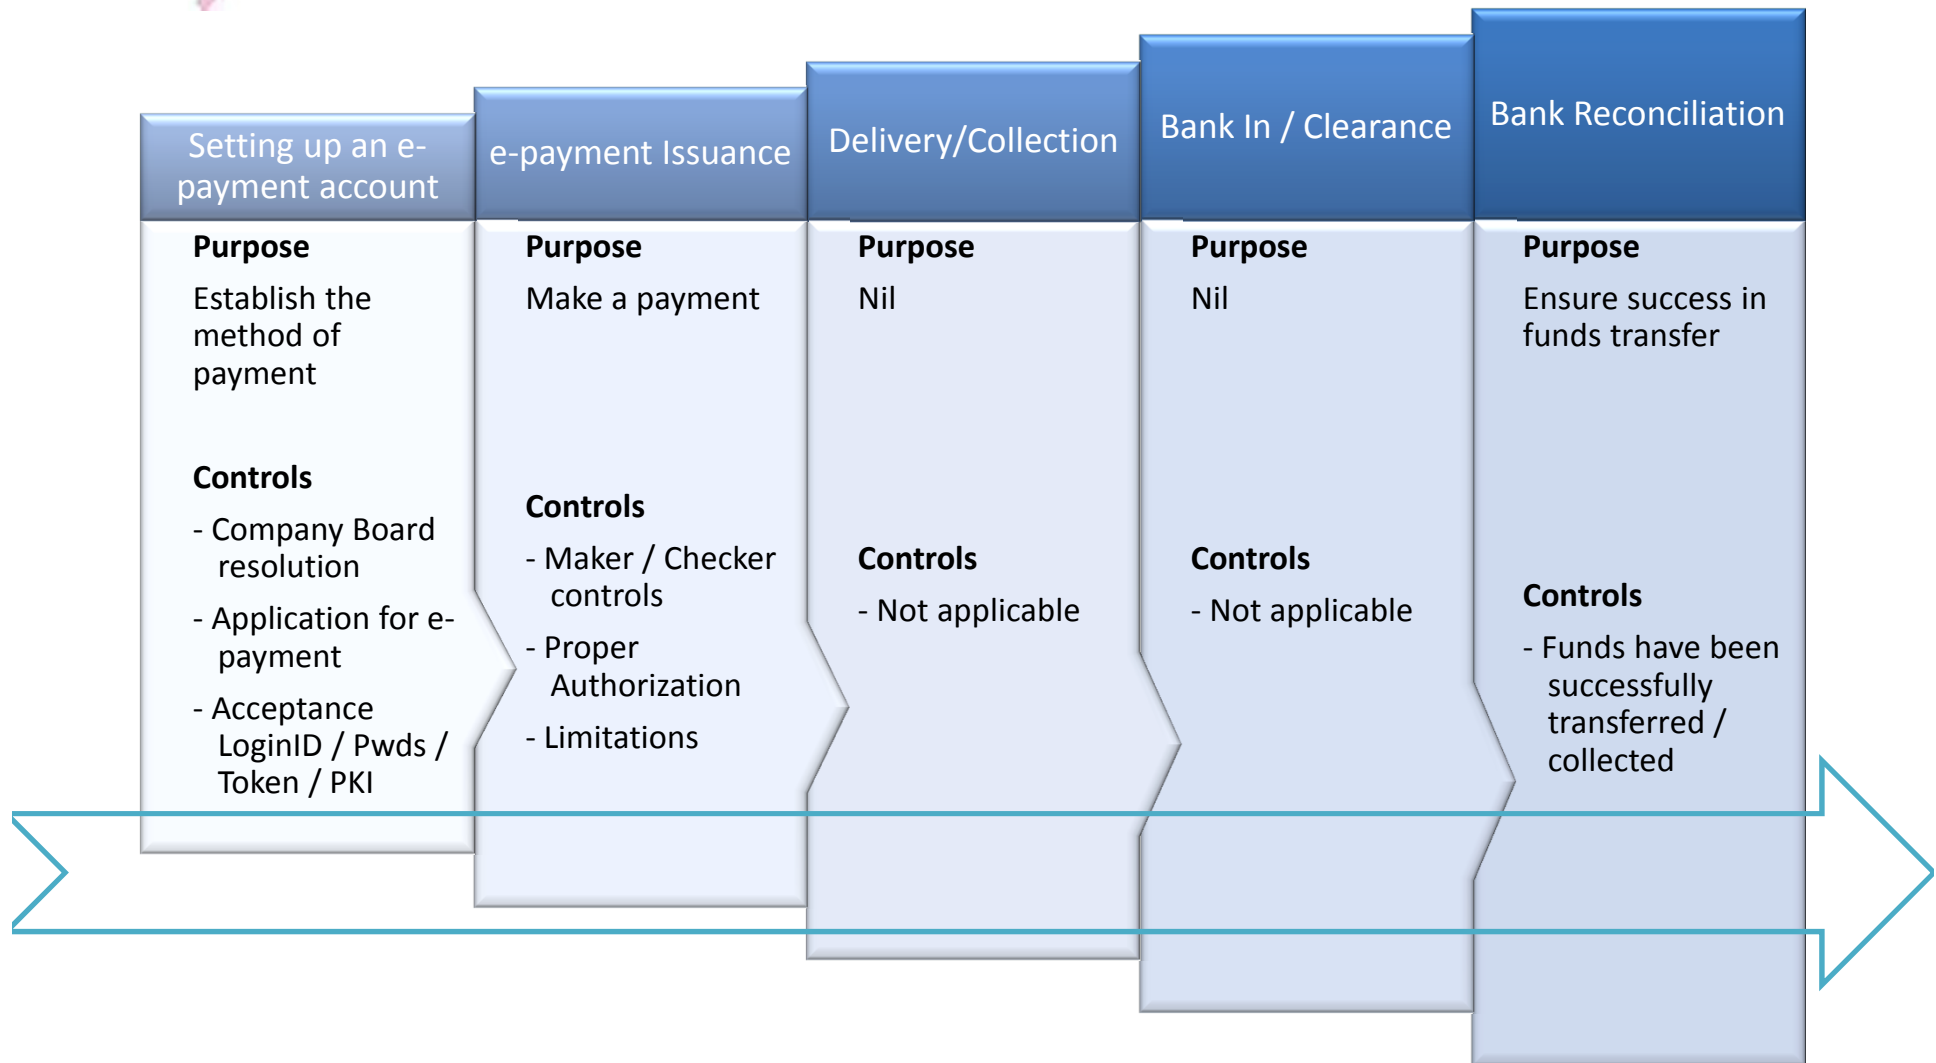 Setting up an e-
payment account
Purpose
Establish the
method of
payment
Controls
- Company Board
resolution
- Application for e-
payment
- Acceptance
LoginID / Pwds /
Token / PKI
e-payment Issuance
Purpose
Make a payment
Controls
- Maker / Checker
controls
- Proper
Authorization
- Limitations
Delivery/Collection
Purpose
Nil
Controls
- Not applicable
Bank In / Clearance
Purpose
Nil
Controls
- Not applicable
Bank Reconciliation
Purpose
Ensure success in
funds transfer
Controls
- Funds have been
successfully
transferred /
collected